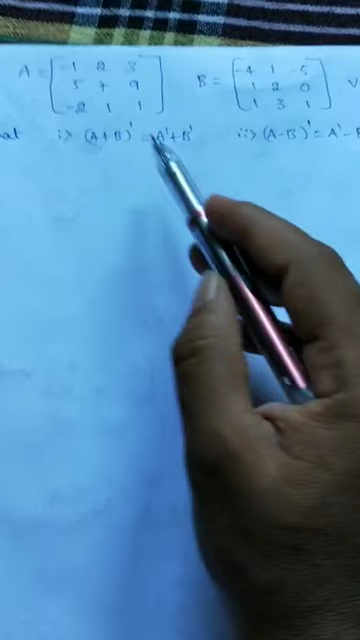 A = [ -1 2 3 B = [ -4 1 -5
5 7 9 1 2 0
-2 1 1 ] 1 3 1 ] V
i> (A+B)' = A'+B' ii> (A-B)' = A'-